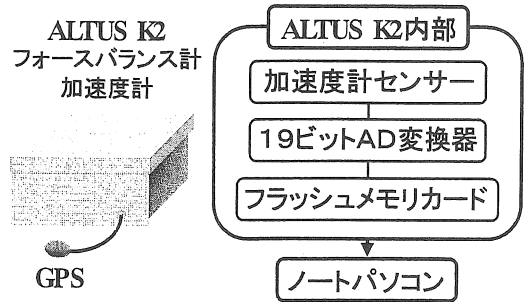 ALTUS K2
フォースバランス計
加速度計
GPS
ALTUS K2内部
加速度計センサー
19ビットAD変換器
フラッシュメモリカード
ノートパソコン